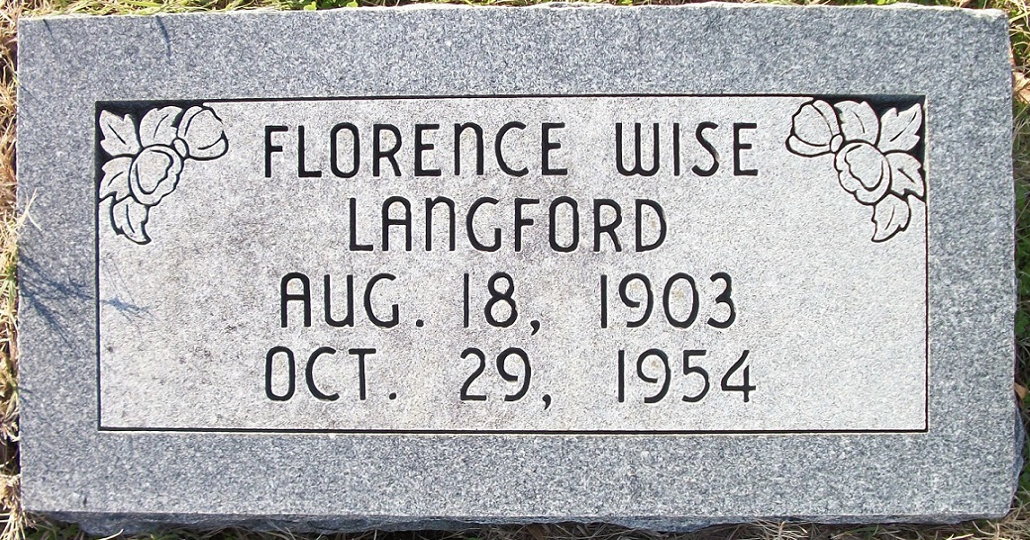 FLORENCE WISE
LANGFORD
AUG. 18, 1903
OCT. 29, 1954